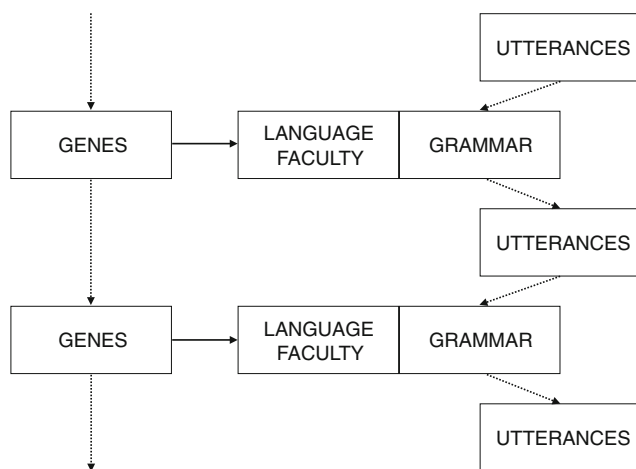 UTTERANCES
GENES
LANGUAGE
FACULTY
GRAMMAR
UTTERANCES
GENES
LANGUAGE
FACULTY
GRAMMAR
UTTERANCES